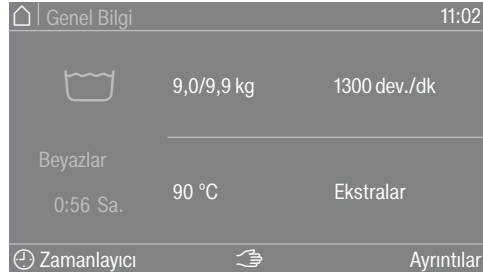 Genel Bilgi 11:02
9,0/9,9 kg 1300 dev./dk
Beyazlar
0:56 Sa.
90 °C Ekstralar
Zamanlayıcı Ayrıntılar